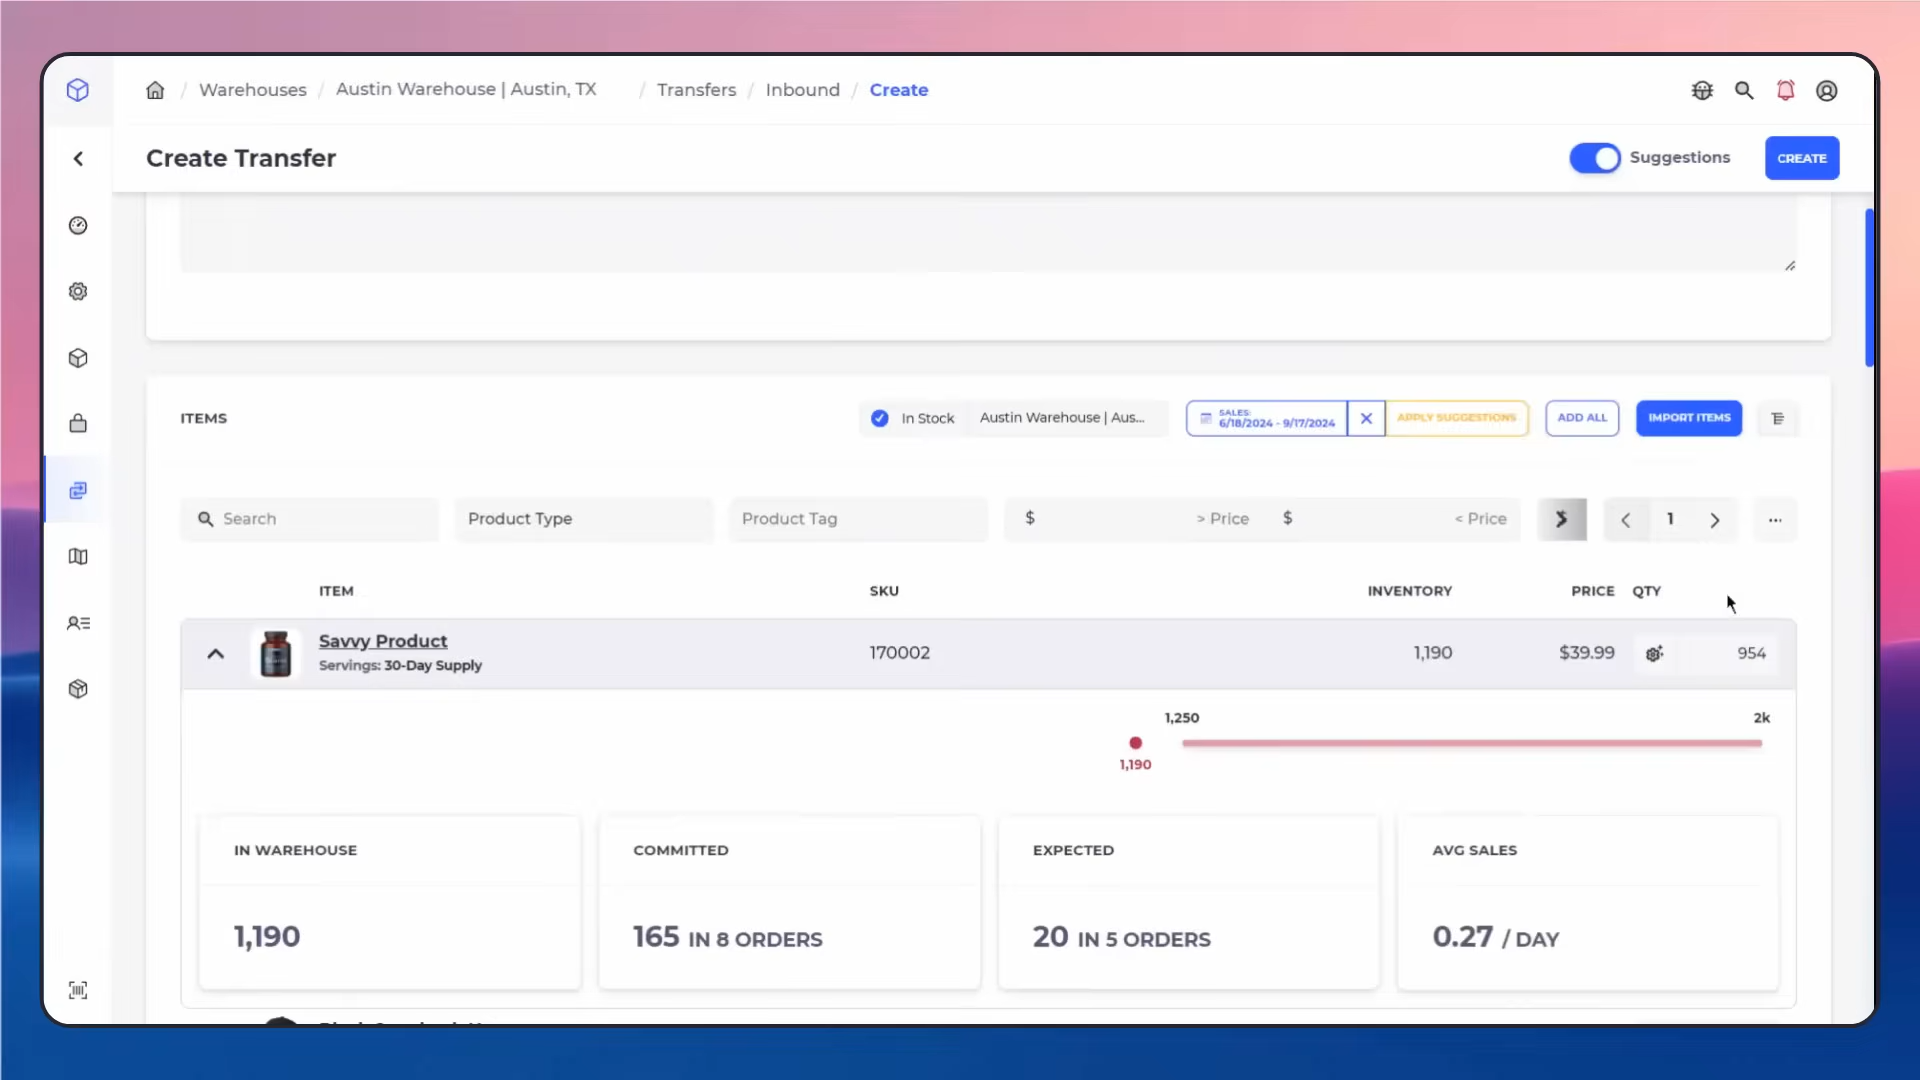 / Warehouses / Austin Warehouse | Austin, TX / Transfers / Inbound / Create
Create Transfer
Suggestions
CREATE
ITEMS
In Stock
Austin Warehouse | Aus...
SALES:
6/18/2024 - 9/17/2024
APPLY SUGGESTIONS
ADD ALL
IMPORT ITEMS
Search
Product Type
Product Tag
$ > Price
$ < Price
1
...
ITEM SKU INVENTORY PRICE QTY
Savvy Product
Servings: 30-Day Supply
170002
1,190
$39.99
954
1,250 2k
1,190
IN WAREHOUSE
1,190
COMMITTED
165 IN 8 ORDERS
EXPECTED
20 IN 5 ORDERS
AVG SALES
0.27 / DAY